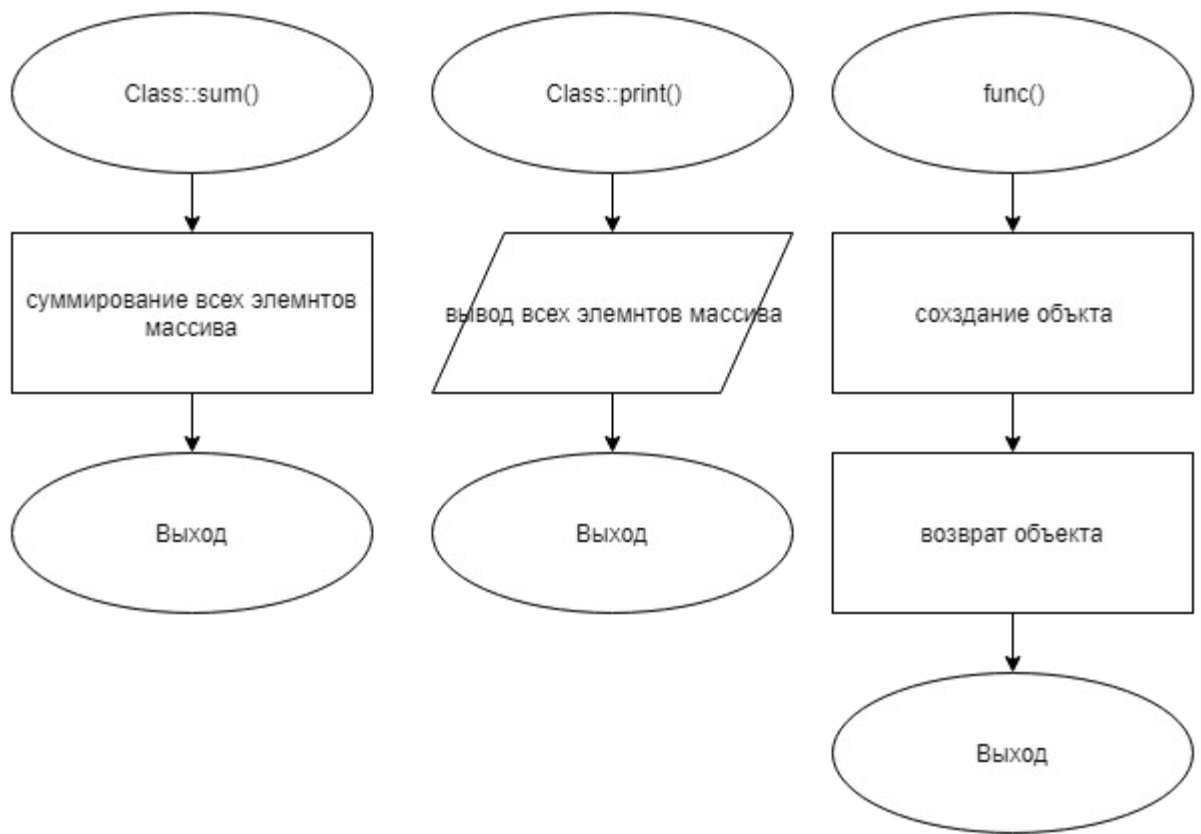 Class::sum()
суммирование всех элемнтов
массива
Выход
Class::print()
вывод всех элемнтов массива
Выход
func()
сохздание объкта
возврат объекта
Выход